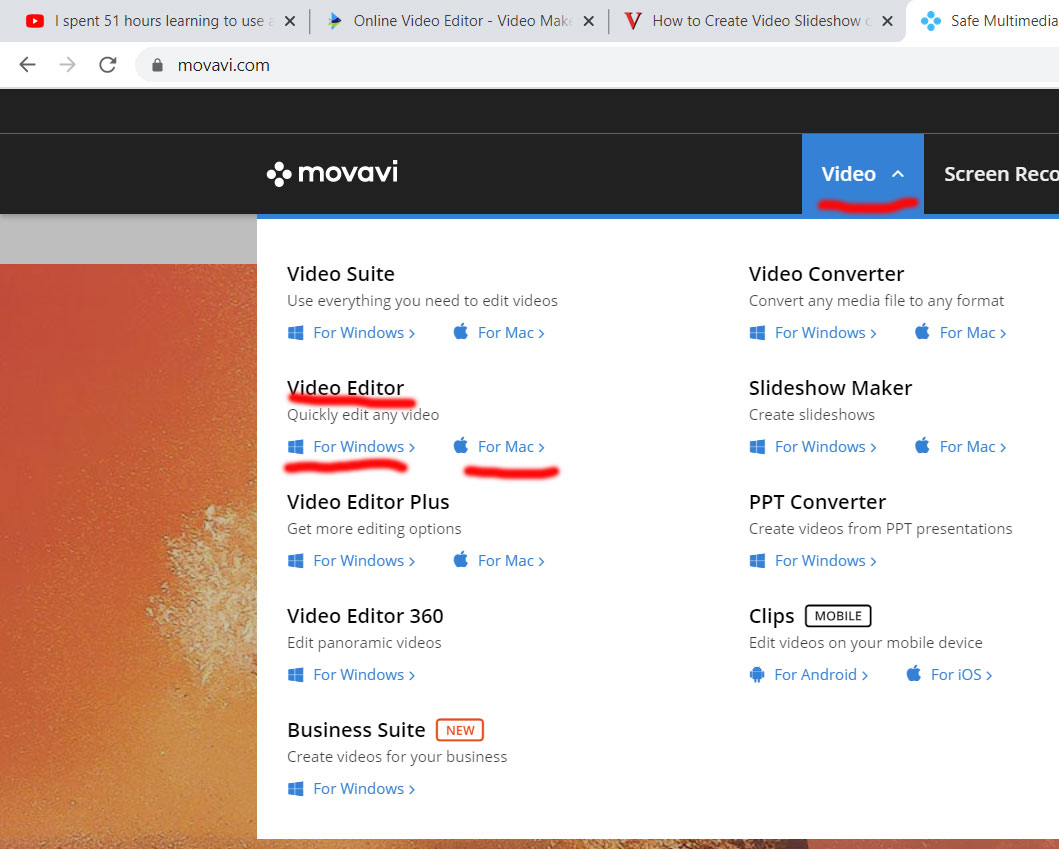 I spent 51 hours learning to use a
Online Video Editor - Video Make
How to Create Video Slideshow o
Safe Multimedia
movavi.com
movavi
Video
Screen Reco
Video Suite
Use everything you need to edit videos
For Windows >
For Mac >
Video Converter
Convert any media file to any format
For Windows >
For Mac >
Video Editor
Quickly edit any video
For Windows >
For Mac >
Slideshow Maker
Create slideshows
For Windows >
For Mac >
Video Editor Plus
Get more editing options
For Windows >
For Mac >
PPT Converter
Create videos from PPT presentations
For Windows >
Video Editor 360
Edit panoramic videos
For Windows >
Clips MOBILE
Edit videos on your mobile device
For Android >
For iOS >
Business Suite NEW
Create videos for your business
For Windows >